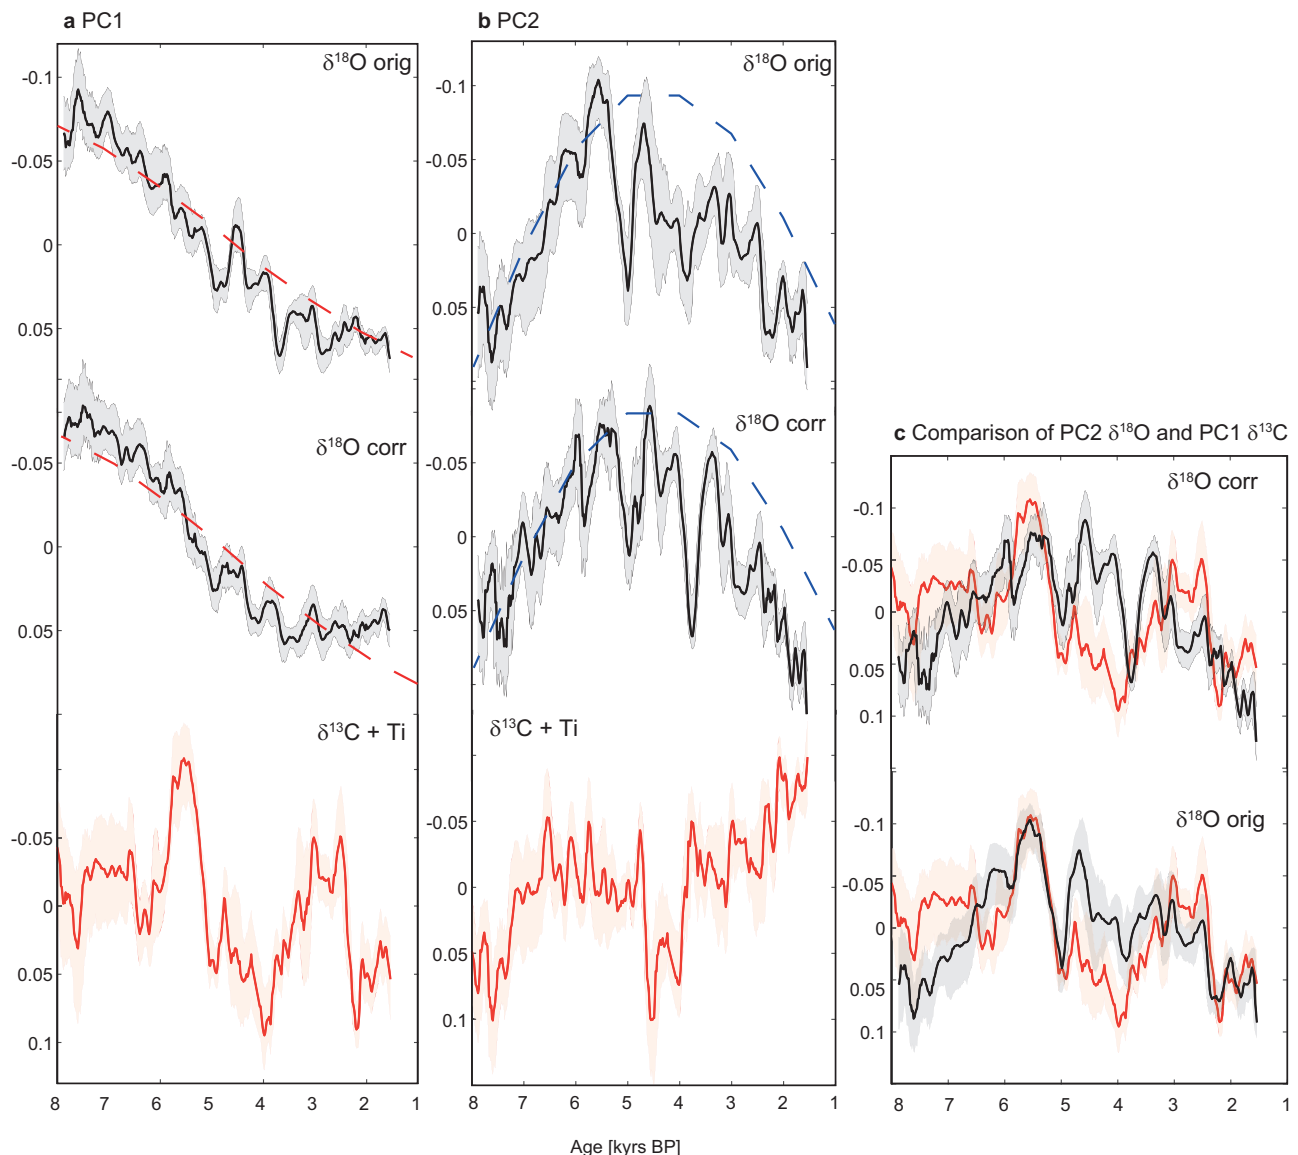 a PC1
b PC2
δ¹⁸O orig
δ¹⁸O orig
-0.1
-0.05
0
0.05
-0.1
-0.05
0
0.05
δ¹⁸O corr
δ¹⁸O corr
-0.05
0
0.05
-0.05
0
0.05
c Comparison of PC2 δ¹⁸O and PC1 δ¹³C
δ¹⁸O corr
-0.1
-0.05
0
0.05
0.1
δ¹³C + Ti
δ¹³C + Ti
-0.05
0
0.05
0.1
-0.05
0
0.05
0.1
δ¹⁸O orig
-0.1
-0.05
0
0.05
0.1
8 7 6 5 4 3 2 1
8 7 6 5 4 3 2 1
8 7 6 5 4 3 2 1
Age [kyrs BP]